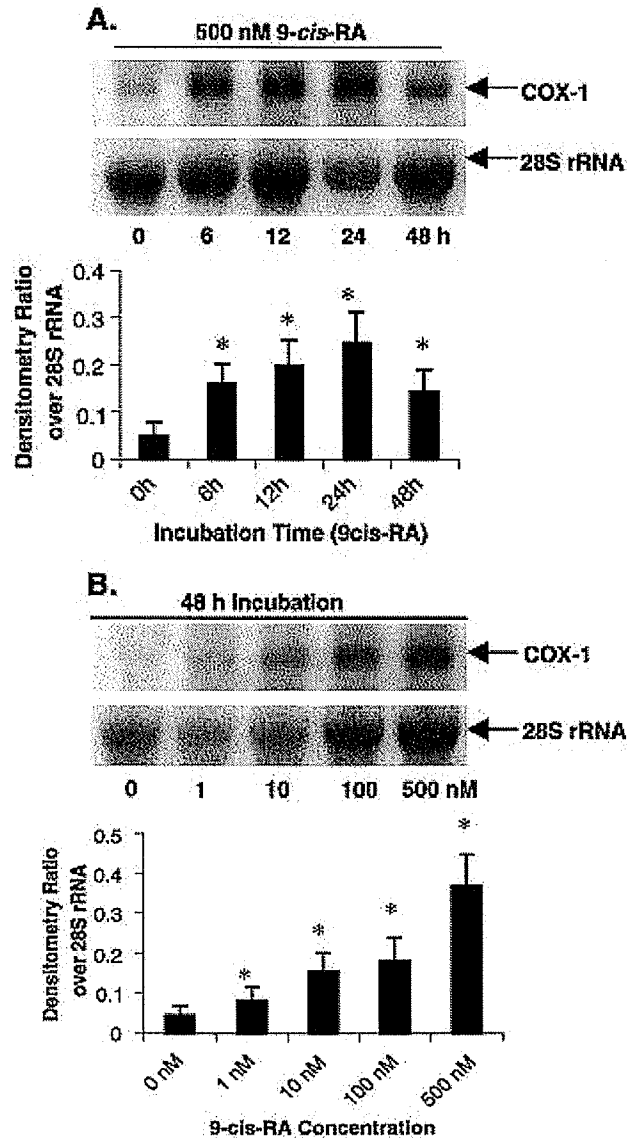 A.
500 nM 9-cis-RA
COX-1
28S rRNA
0 6 12 24 48 h
Densitometry Ratio
over 28S rRNA
0.4
0.3
0.2
0.1
0
* * * *
0h 6h 12h 24h 48h
Incubation Time (9cis-RA)
B.
48 h Incubation
COX-1
28S rRNA
0 1 10 100 500 nM
Densitometry Ratio
over 28S rRNA
0.5
0.4
0.3
0.2
0.1
0
* * * *
0 nM 1 nM 10 nM 100 nM 500 nM
9-cis-RA Concentration